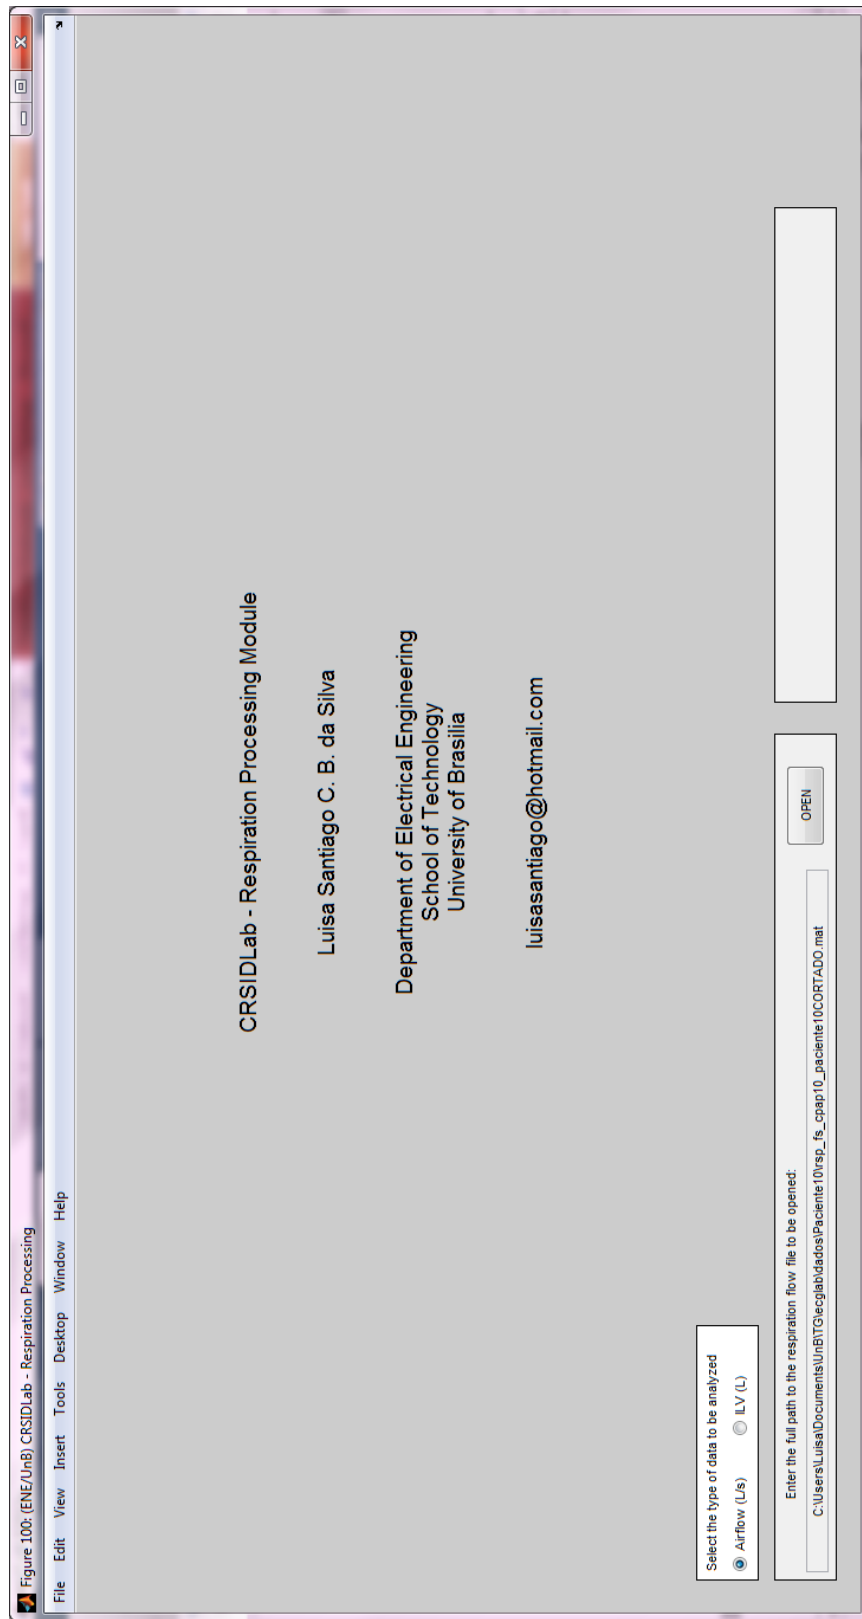 Figure 100: (ENE/UnB) CRSIDLab - Respiration Processing
File Edit View Insert Tools Desktop Window Help
CRSIDLab - Respiration Processing Module
Luisa Santiago C. B. da Silva
Department of Electrical Engineering
School of Technology
University of Brasilia
luisasantiago@hotmail.com
Select the type of data to be analyzed
Airflow (L/s) ILV (L)
Enter the full path to the respiration flow file to be opened:
C:\Users\Luisa\Documents\UnB\TG\ecglab\dados\Paciente10\rsp_fs_cpap10_paciente10CORTADO.mat
OPEN